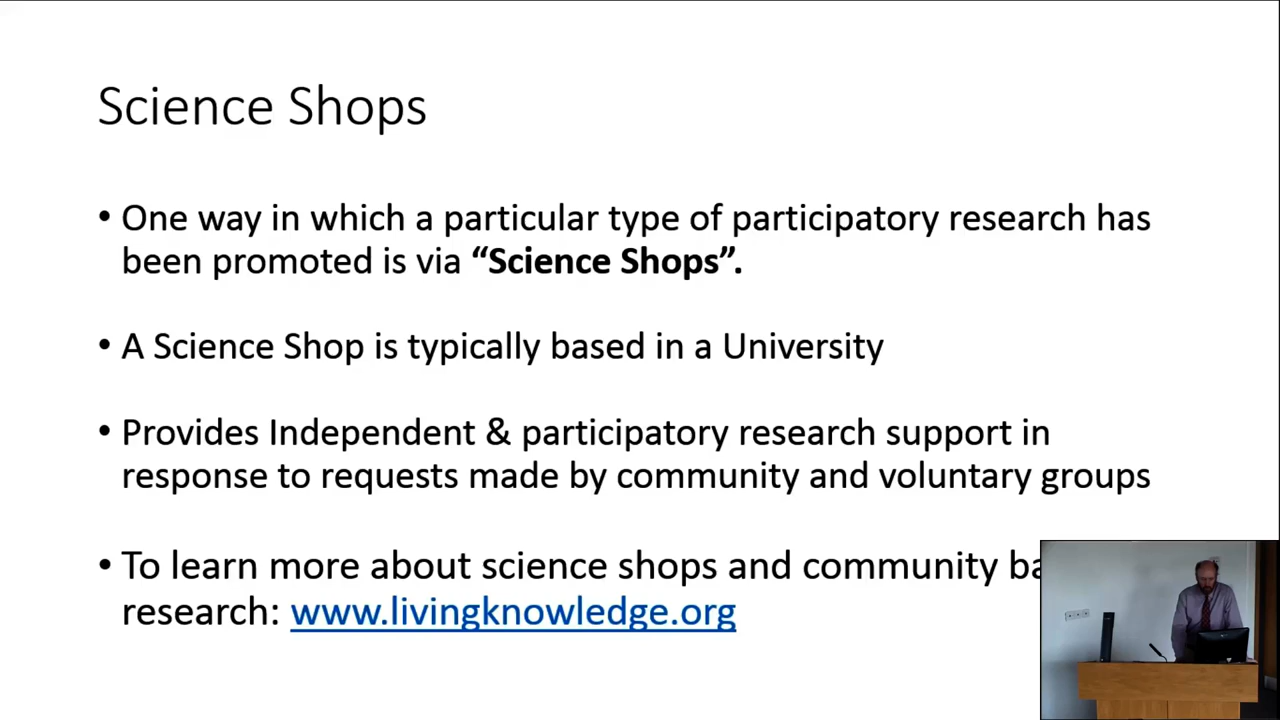 Science Shops
• One way in which a particular type of participatory research has
been promoted is via “Science Shops”.
• A Science Shop is typically based in a University
• Provides Independent & participatory research support in
response to requests made by community and voluntary groups
• To learn more about science shops and community
research: www.livingknowledge.org